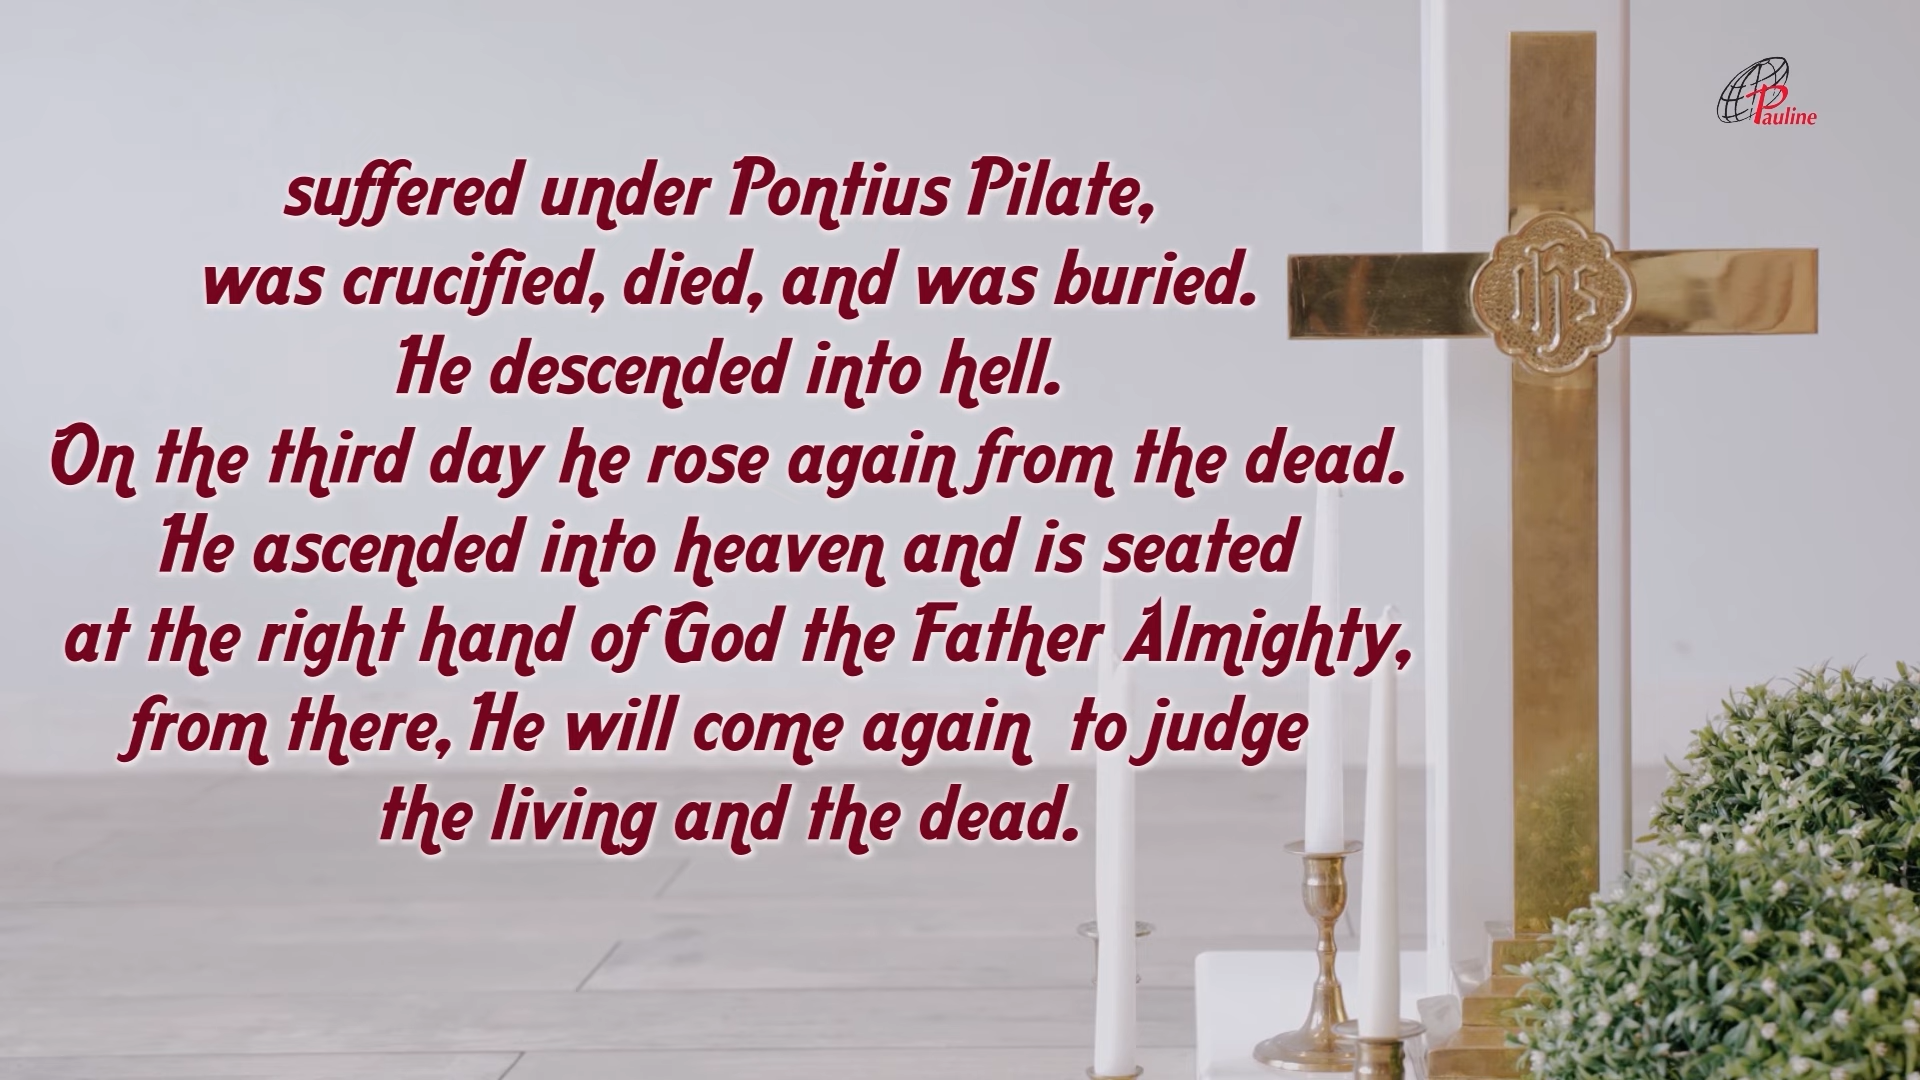 Pauline
suffered under Pontius Pilate,
was crucified, died, and was buried.
He descended into hell.
On the third day he rose again from the dead.
He ascended into heaven and is seated
at the right hand of God the Father Almighty,
from there, He will come again to judge
the living and the dead.
IHS